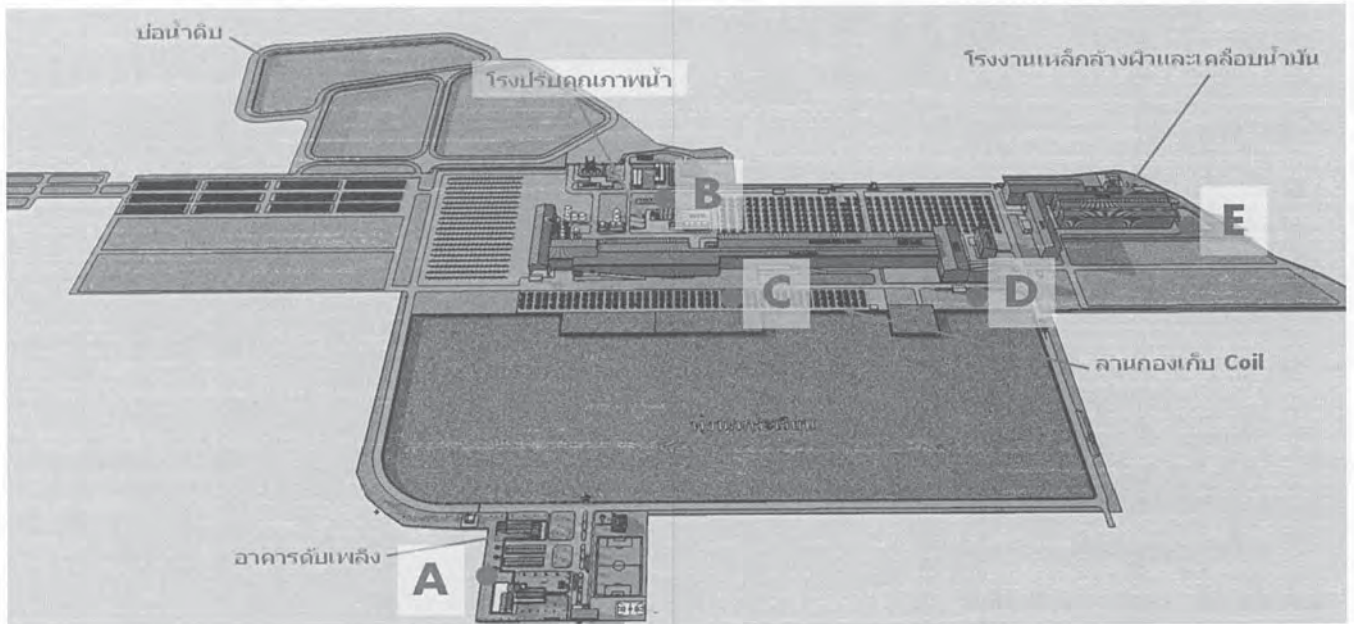 บ่อน้ำดิบ
โรงปรับคุณภาพน้ำ
โรงงานเหล็กล้างผิวและเคลือบน้ำมัน
B
E
C
D
ลานกองเก็บ Coil
อาคารดับเพลิง
A